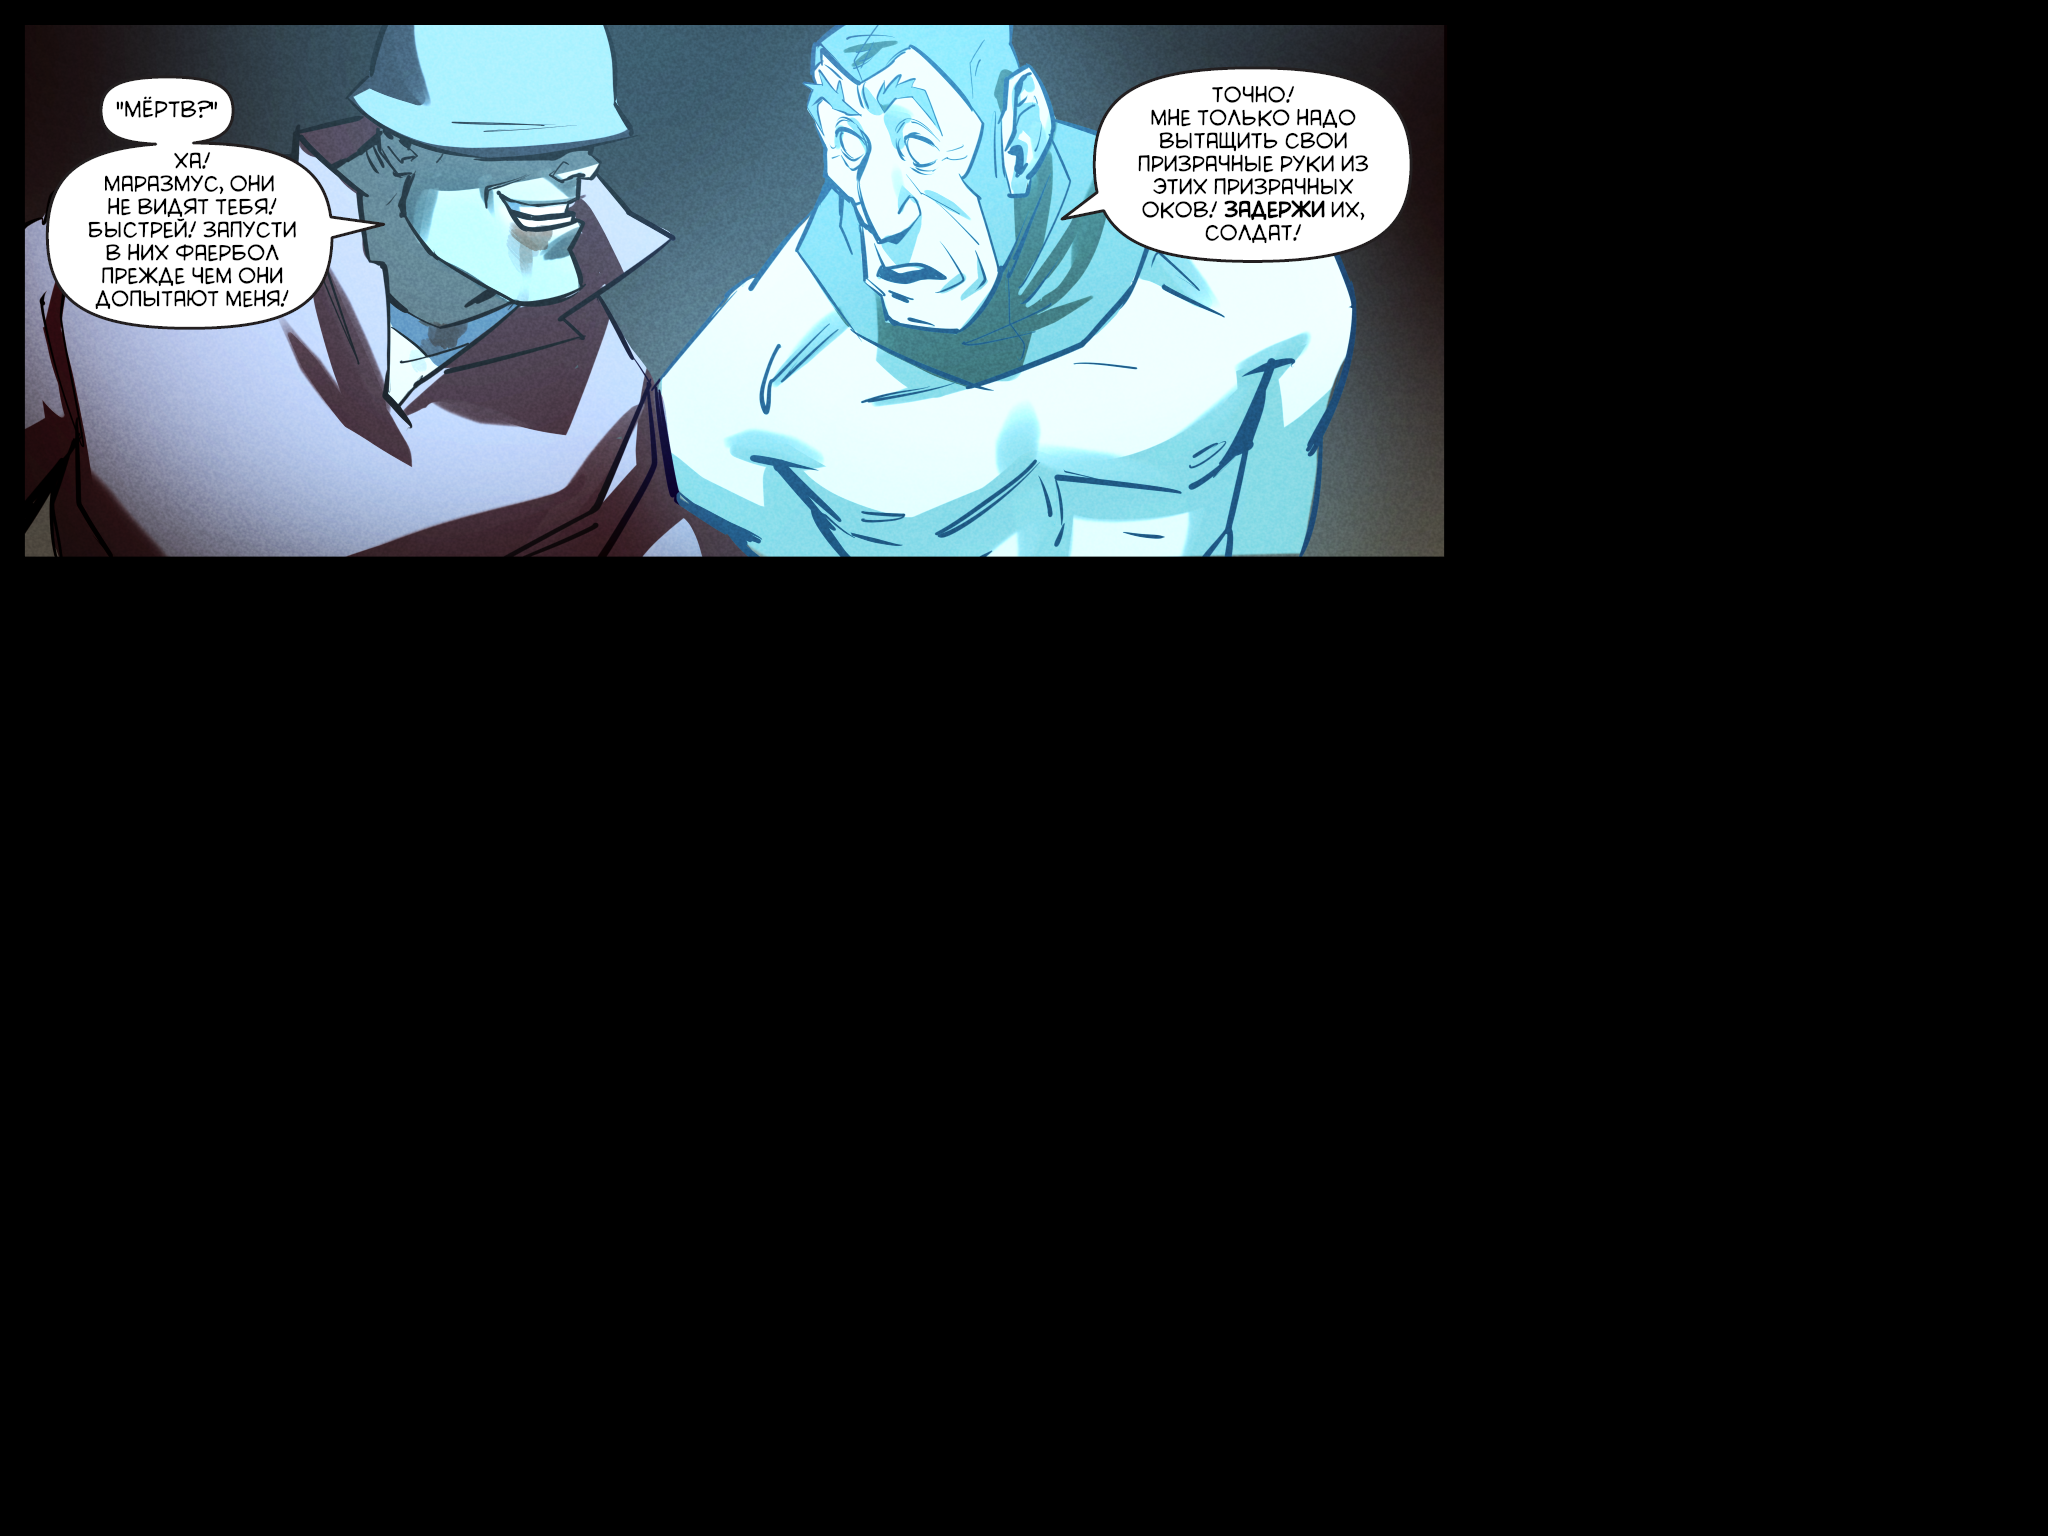 "МЁРТВ?"
ХА!
МАРАЗМУС, ОНИ
НЕ ВИДЯТ ТЕБЯ!
БЫСТРЕЙ! ЗАПУСТИ
В НИХ ФАЕРБОЛ
ПРЕЖДЕ ЧЕМ ОНИ
ДОПЫТАЮТ МЕНЯ!
ТОЧНО!
МНЕ ТОЛЬКО НАДО
ВЫТАЩИТЬ СВОИ
ПРИЗРАЧНЫЕ РУКИ ИЗ
ЭТИХ ПРИЗРАЧНЫХ
ОКОВ! ЗАДЕРЖИ ИХ,
СОЛДАТ!